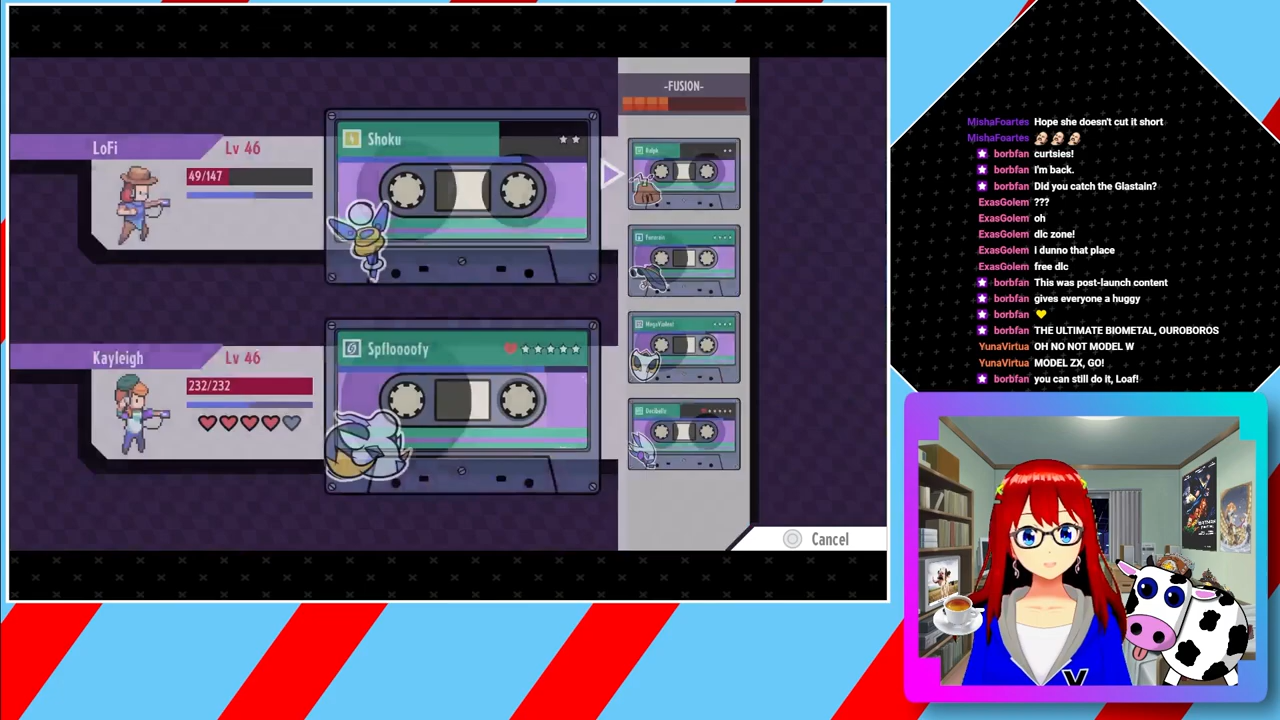 LoFi
Lv 46
49/147
Shoku
Kayleigh
Lv 46
232/232
Spfloooofy
-FUSION-
Ralph
Cancel
MishaFoartes Hope she doesn't cut it short
MishaFoartes
borbfan curtsies!
borbfan I'm back.
borbfan Did you catch the Glastain?
ExasGolem ???
ExasGolem oh
ExasGolem dlc zone!
ExasGolem I dunno that place
ExasGolem free dlc
borbfan This was post-launch content
borbfan gives everyone a huggy
borbfan
borbfan THE ULTIMATE BIOMETAL, OUROBOROS
YunaVirtua OH NO NOT MODEL W
YunaVirtua MODEL ZX, GO!
borbfan you can still do it, Loaf!